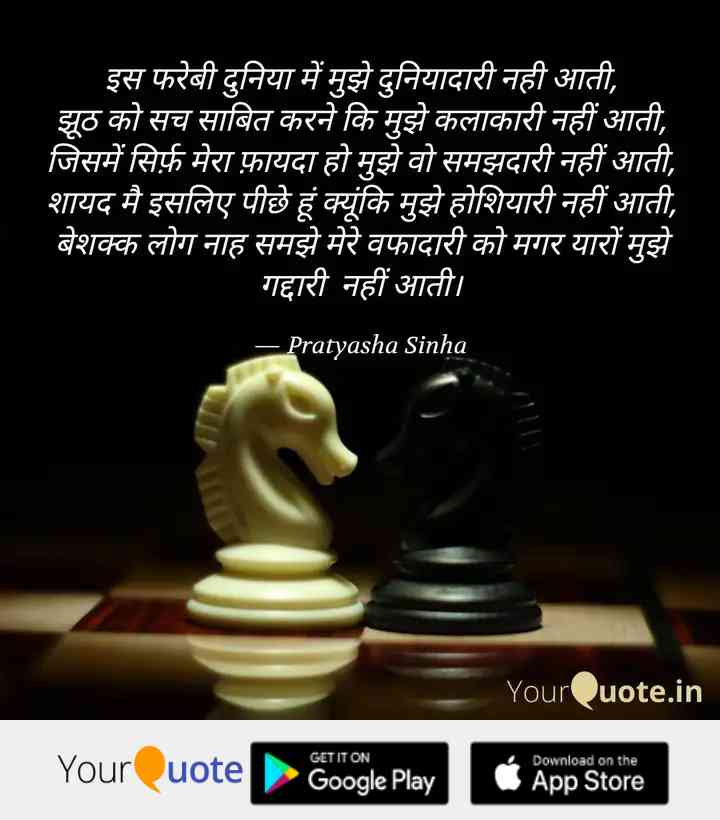 इस फरेबी दुनिया में मुझे दुनियादारी नही आती,
झूठ को सच साबित करने कि मुझे कलाकारी नहीं आती,
जिसमें सिर्फ़ मेरा फ़ायदा हो मुझे वो समझदारी नहीं आती,
शायद मै इसलिए पीछे हूं क्यूंकि मुझे होशियारी नहीं आती,
बेशक्क लोग नाह समझे मेरे वफादारी को मगर यारों मुझे
गद्दारी नहीं आती।
— Pratyasha Sinha
YourQuote.in
YourQuote
GET IT ON
Google Play
Download on the
App Store